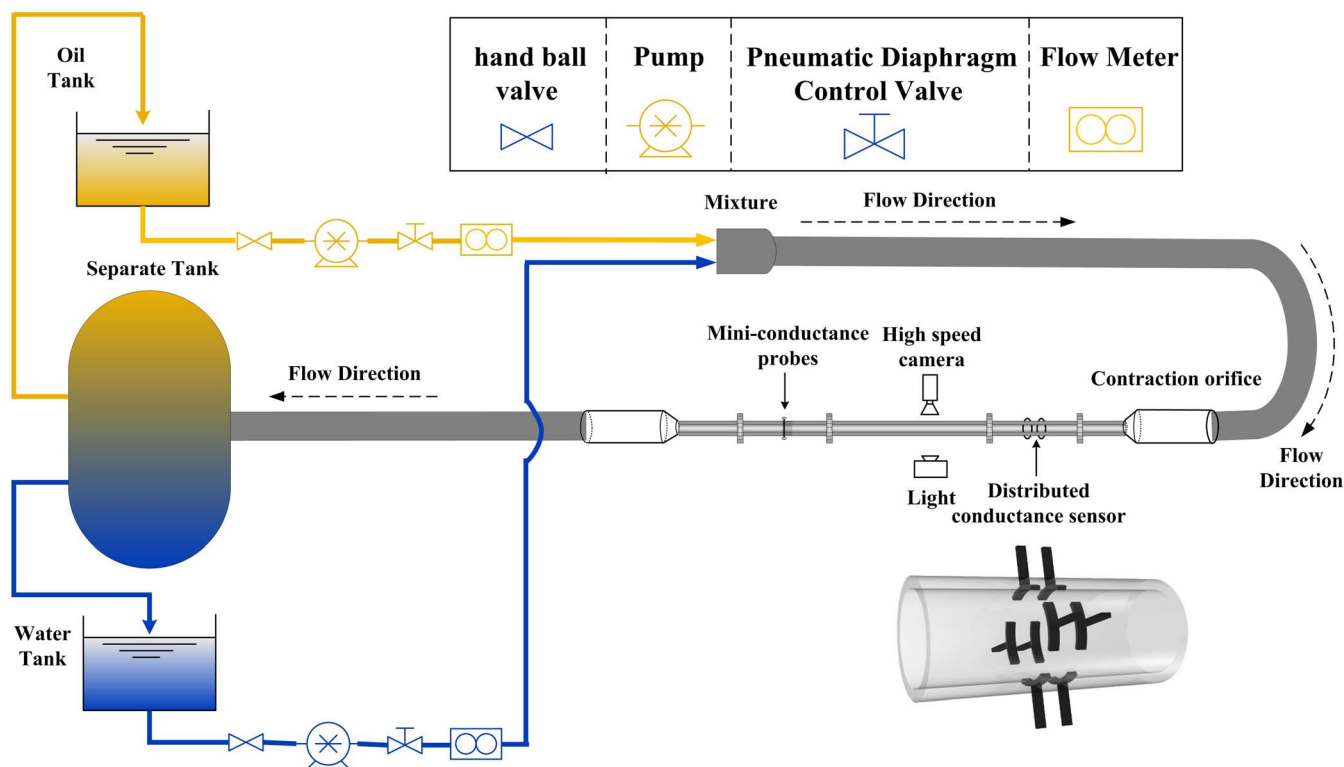 Oil
Tank
hand ball
valve
Pump
Pneumatic Diaphragm
Control Valve
Flow Meter
Mixture
Flow Direction
Separate Tank
Mini-conductance
probes
High speed
camera
Contraction orifice
Flow Direction
Flow
Direction
Light
Distributed
conductance sensor
Water
Tank